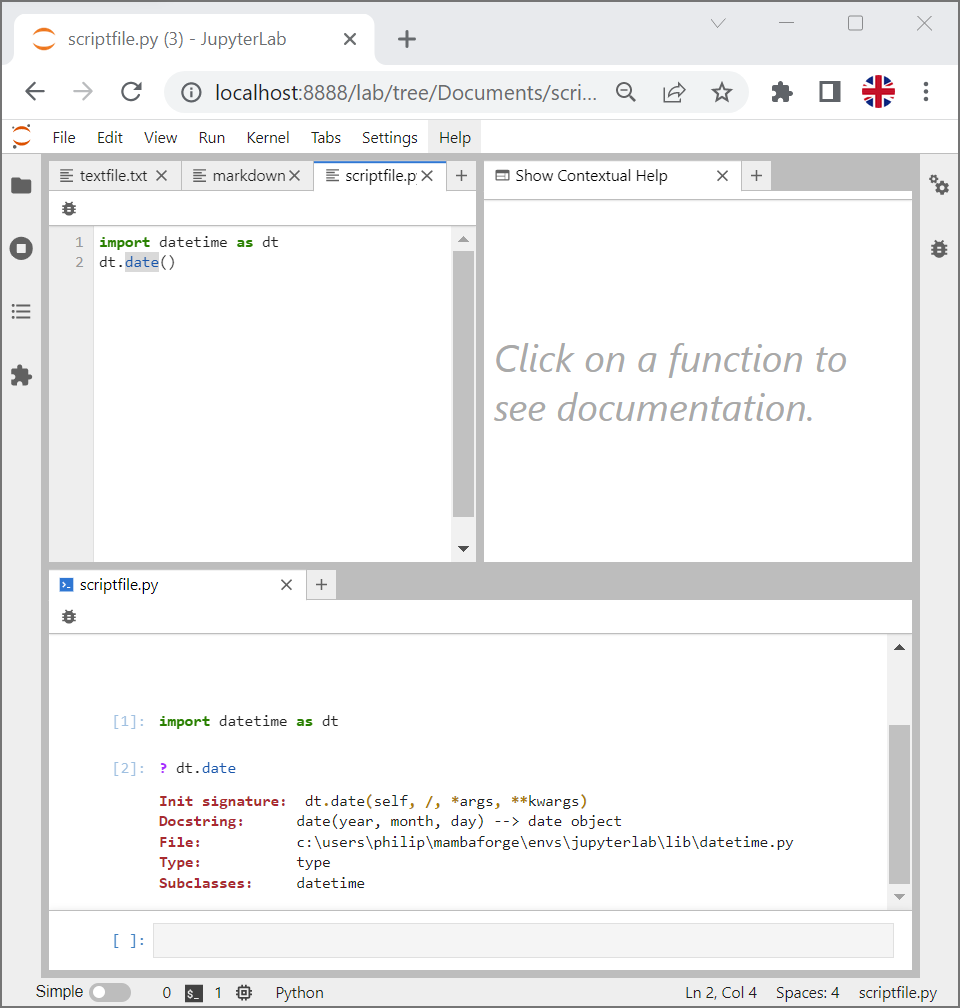 scriptfile.py (3) - JupyterLab
localhost:8888/lab/tree/Documents/scri...
File Edit View Run Kernel Tabs Settings Help
textfile.txt markdown scriptfile.py Show Contextual Help
1 import datetime as dt
2 dt.date()
Click on a function to
see documentation.
scriptfile.py
[1]: import datetime as dt
[2]: ? dt.date
Init signature: dt.date(self, /, *args, **kwargs)
Docstring: date(year, month, day) --> date object
File: c:\users\philip\mambaforge\envs\jupyterlab\lib\datetime.py
Type: type
Subclasses: datetime
[ ]:
Simple 0 $_ 1 Python Ln 2, Col 4 Spaces: 4 scriptfile.py